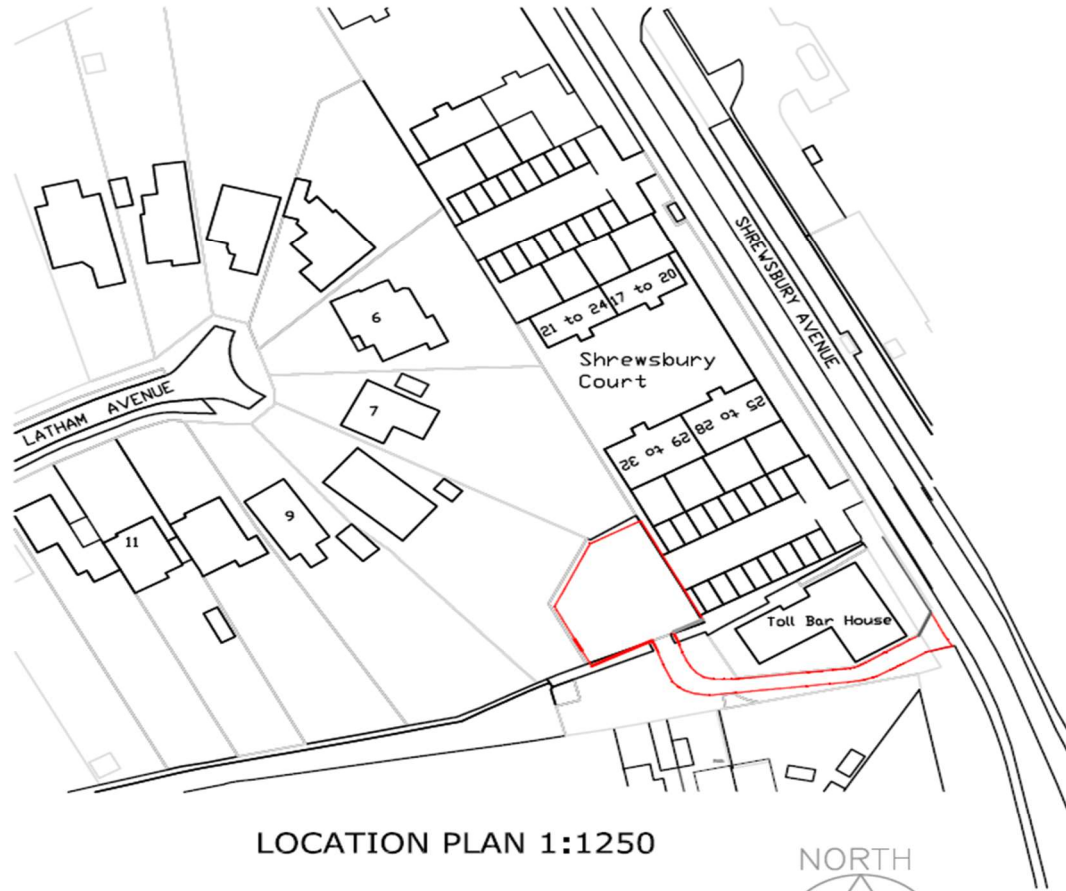 SHREWSBURY AVENUE
21 to 24
17 to 20
6
Shrewsbury
Court
LATHAM AVENUE
7
29 to 32
25 to 28
9
11
Toll Bar House
LOCATION PLAN 1:1250
NORTH